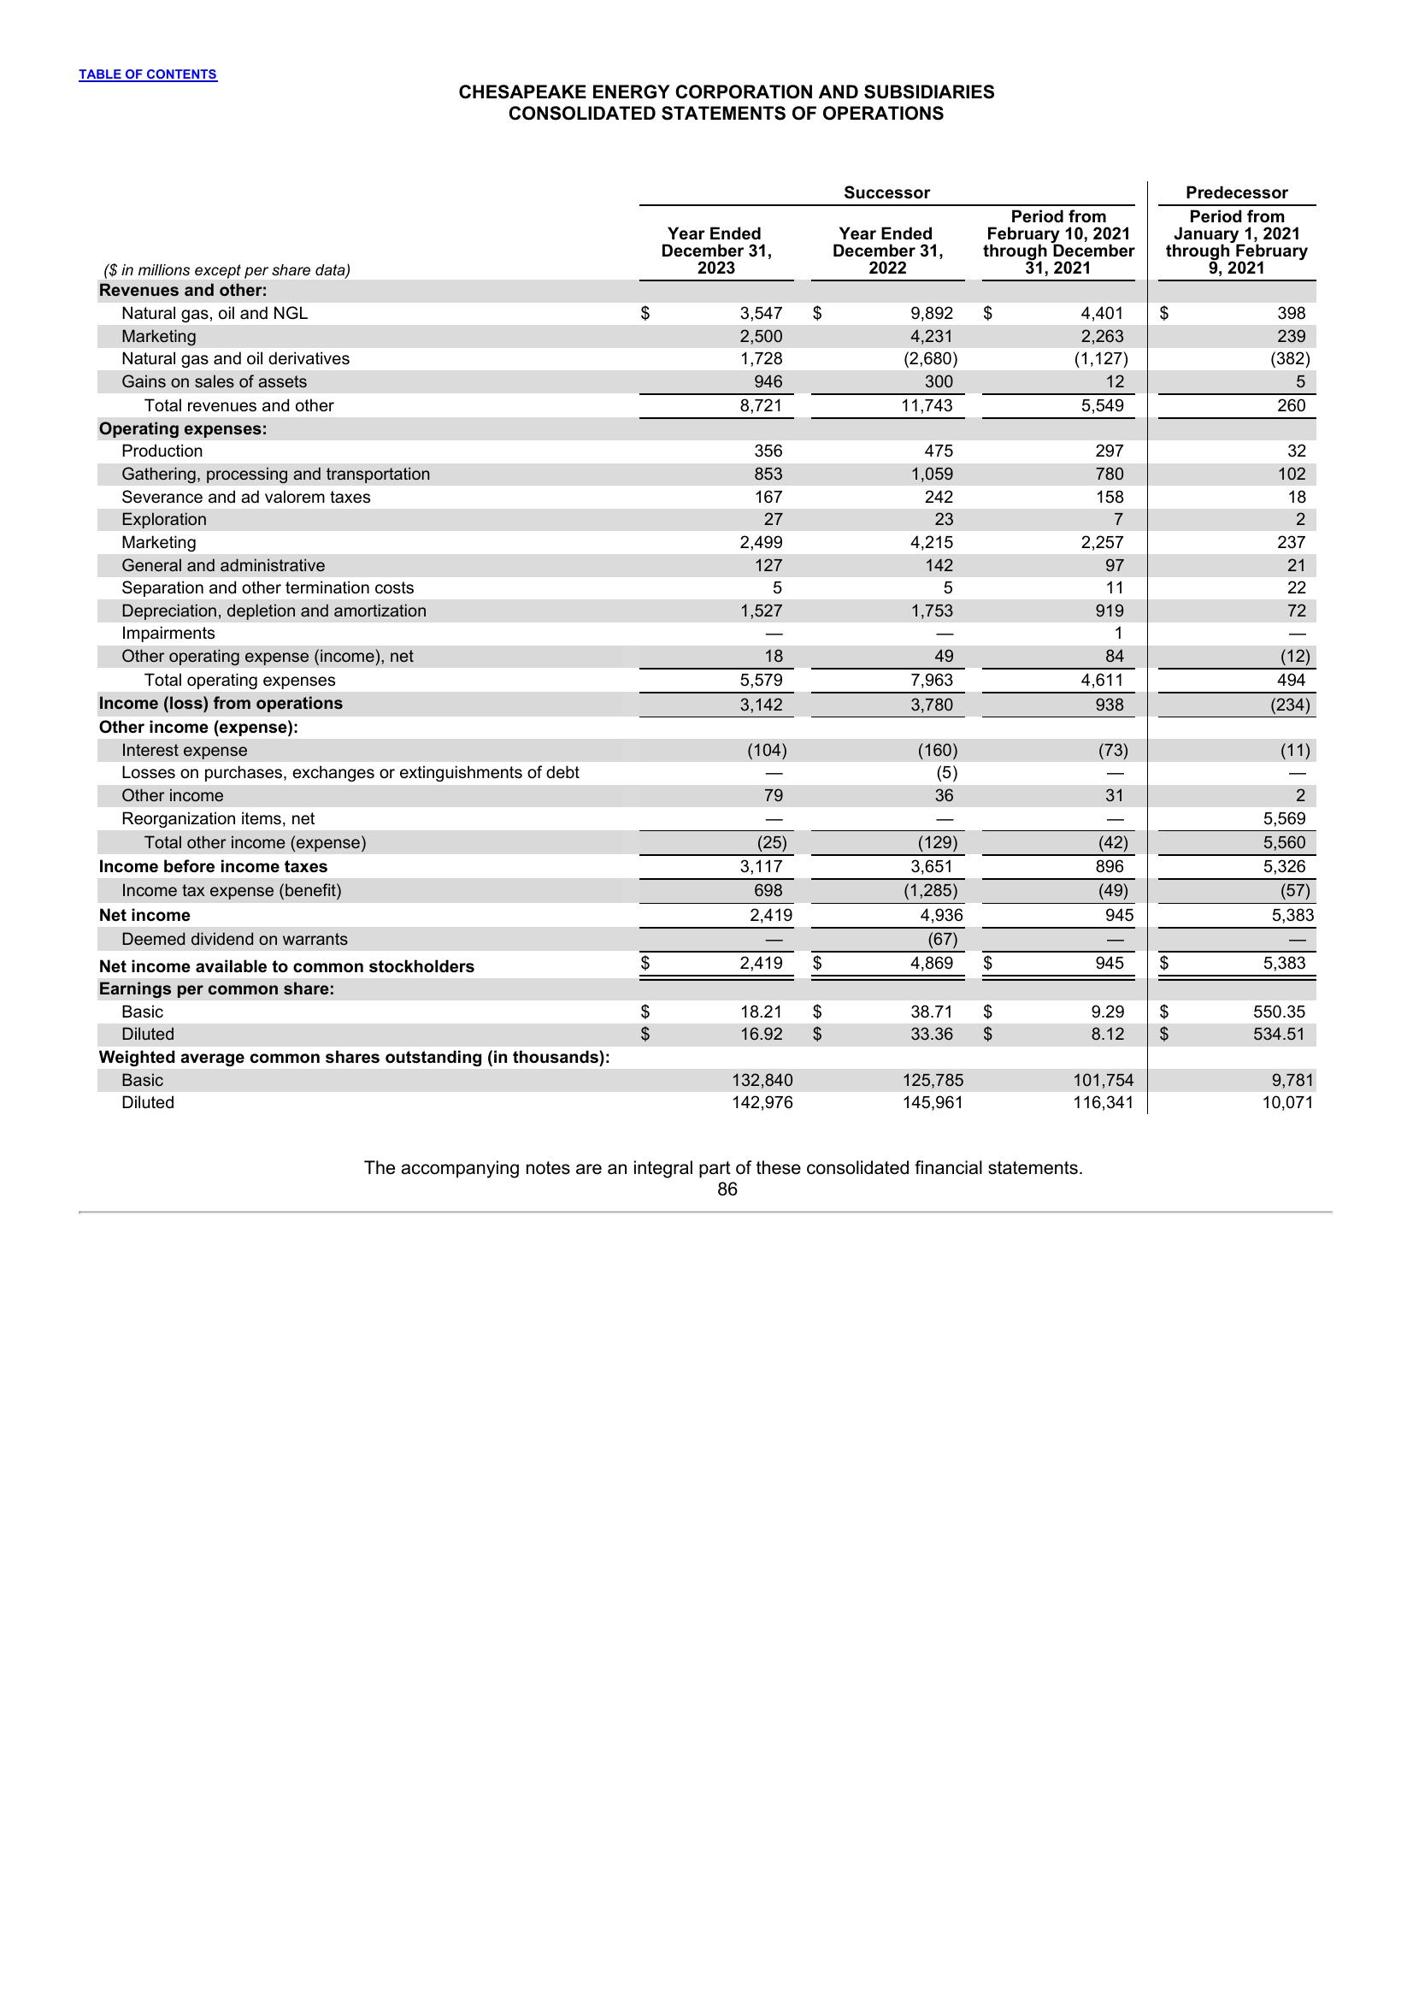 TABLE OF CONTENTS
CHESAPEAKE ENERGY CORPORATION AND SUBSIDIARIES
CONSOLIDATED STATEMENTS OF OPERATIONS
Successor Predecessor
($ in millions except per share data) Year Ended December 31, 2023 Year Ended December 31, 2022 Period from February 10, 2021 through December 31, 2021 Period from January 1, 2021 through February 9, 2021
Revenues and other:
Natural gas, oil and NGL $ 3,547 $ 9,892 $ 4,401 $ 398
Marketing 2,500 4,231 2,263 239
Natural gas and oil derivatives 1,728 (2,680) (1,127) (382)
Gains on sales of assets 946 300 12 5
Total revenues and other 8,721 11,743 5,549 260
Operating expenses:
Production 356 475 297 32
Gathering, processing and transportation 853 1,059 780 102
Severance and ad valorem taxes 167 242 158 18
Exploration 27 23 7 2
Marketing 2,499 4,215 2,257 237
General and administrative 127 142 97 21
Separation and other termination costs 5 5 11 22
Depreciation, depletion and amortization 1,527 1,753 919 72
Impairments — — 1 —
Other operating expense (income), net 18 49 84 (12)
Total operating expenses 5,579 7,963 4,611 494
Income (loss) from operations 3,142 3,780 938 (234)
Other income (expense):
Interest expense (104) (160) (73) (11)
Losses on purchases, exchanges or extinguishments of debt — (5) — —
Other income 79 36 31 2
Reorganization items, net — — — 5,569
Total other income (expense) (25) (129) (42) 5,560
Income before income taxes 3,117 3,651 896 5,326
Income tax expense (benefit) 698 (1,285) (49) (57)
Net income 2,419 4,936 945 5,383
Deemed dividend on warrants — (67) — —
Net income available to common stockholders $ 2,419 $ 4,869 $ 945 $ 5,383
Earnings per common share:
Basic $ 18.21 $ 38.71 $ 9.29 $ 550.35
Diluted $ 16.92 $ 33.36 $ 8.12 $ 534.51
Weighted average common shares outstanding (in thousands):
Basic 132,840 125,785 101,754 9,781
Diluted 142,976 145,961 116,341 10,071
The accompanying notes are an integral part of these consolidated financial statements.
86